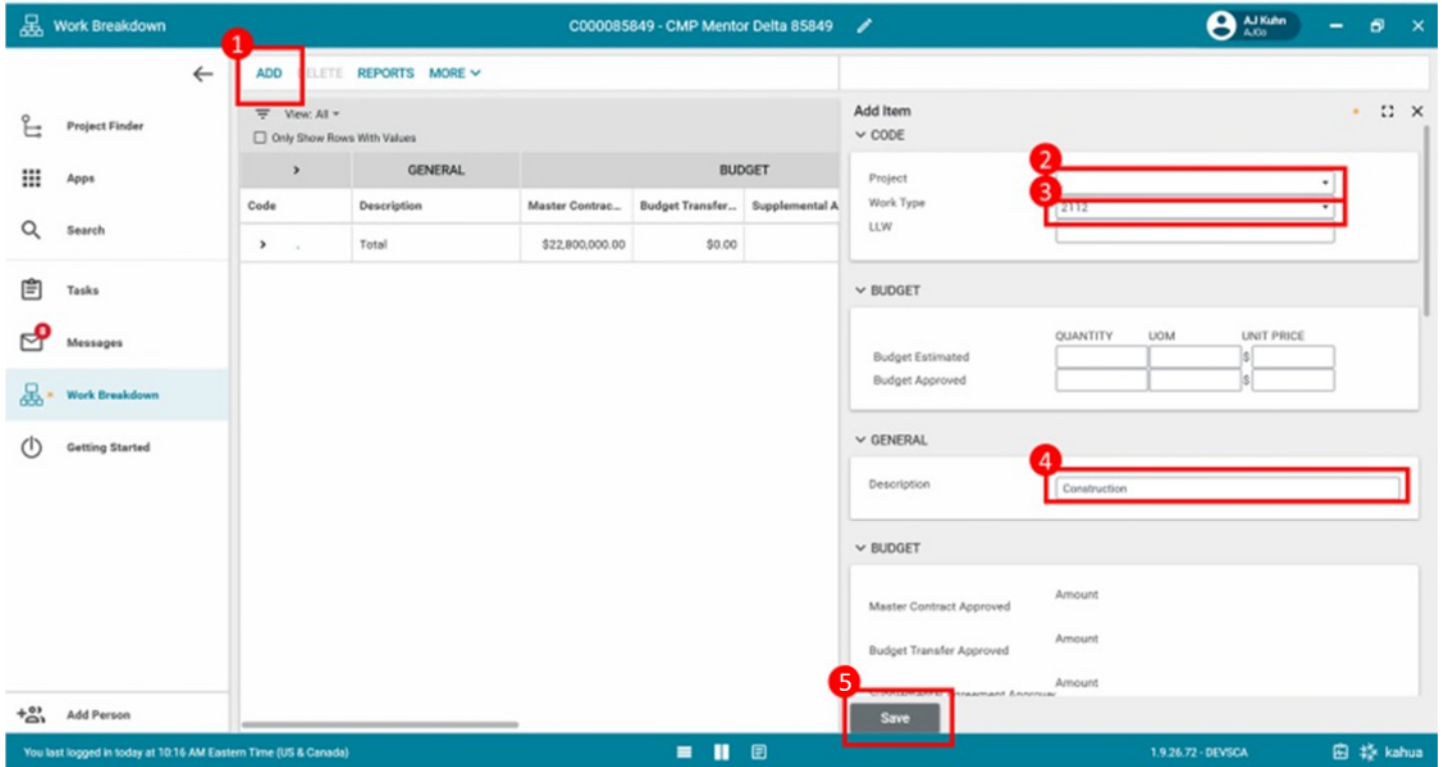 Work Breakdown
C000085849 - CMP Mentor Delta 85849
AJ Kuhn
AJCo
1
ADD DELETE REPORTS MORE
Project Finder
Apps
Search
Tasks
8
Messages
Work Breakdown
Getting Started
Add Person
View: All
Only Show Rows With Values
GENERAL BUDGET
Code Description Master Contrac... Budget Transfer... Supplemental A
Total $22,800,000.00 $0.00
Add Item
CODE
2
Project
3
Work Type 2112
LLW
BUDGET
QUANTITY UOM UNIT PRICE
Budget Estimated $
Budget Approved $
GENERAL
4
Description Construction
BUDGET
Amount
Master Contract Approved
Amount
Budget Transfer Approved
Amount
5
Supplemental Agreement Approver
Save
You last logged in today at 10:16 AM Eastern Time (US & Canada)
1.9.26.72 - DEVSCA
kahua